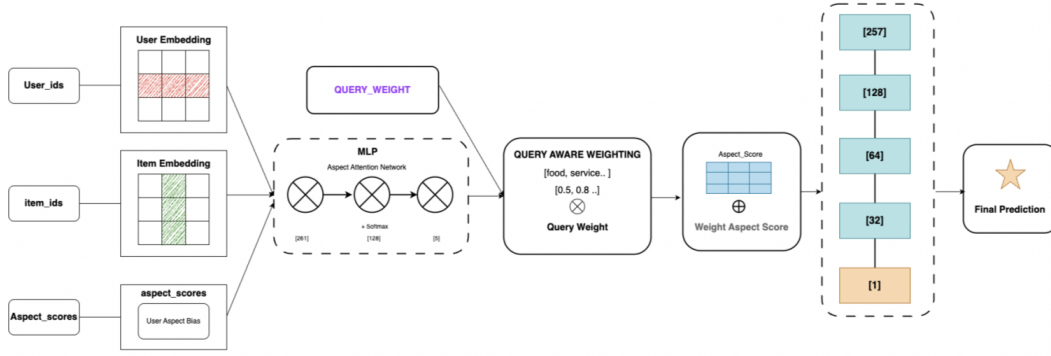 User_ids
User Embedding
item_ids
Item Embedding
Aspect_scores
aspect_scores
User Aspect Bias
QUERY_WEIGHT
MLP
Aspect Attention Network
+ Softmax
[261]
[128]
[5]
QUERY AWARE WEIGHTING
[food, service.. ]
[0.5, 0.8 ..]
Query Weight
Aspect_Score
Weight Aspect Score
[257]
[128]
[64]
[32]
[1]
Final Prediction